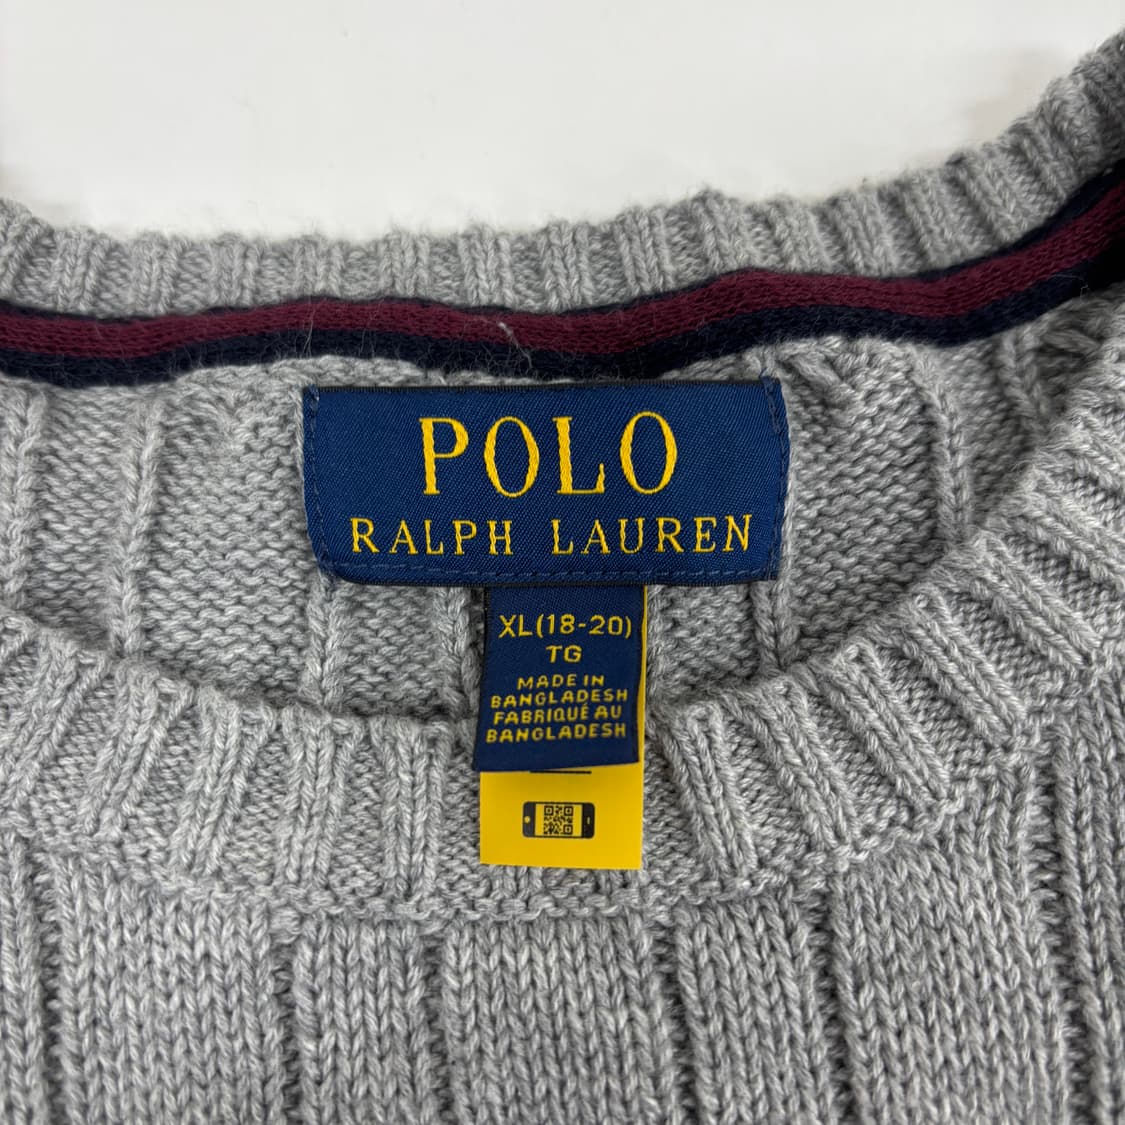 POLO
RALPH LAUREN
XL(18-20)
TG
MADE IN
BANGLADESH
FABRIQUÉ AU
BANGLADESH